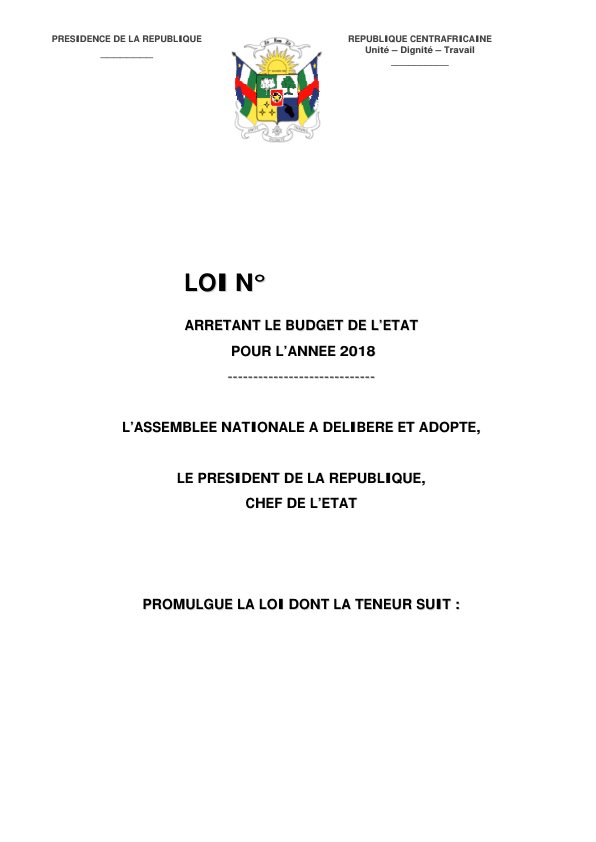 PRESIDENCE DE LA REPUBLIQUE
___________
REPUBLIQUE CENTRAFRICAINE
Unité – Dignité – Travail
____________
LOI N°
ARRETANT LE BUDGET DE L'ETAT
POUR L'ANNEE 2018
-----------------------------
L'ASSEMBLEE NATIONALE A DELIBERE ET ADOPTE,
LE PRESIDENT DE LA REPUBLIQUE,
CHEF DE L'ETAT
PROMULGUE LA LOI DONT LA TENEUR SUIT :